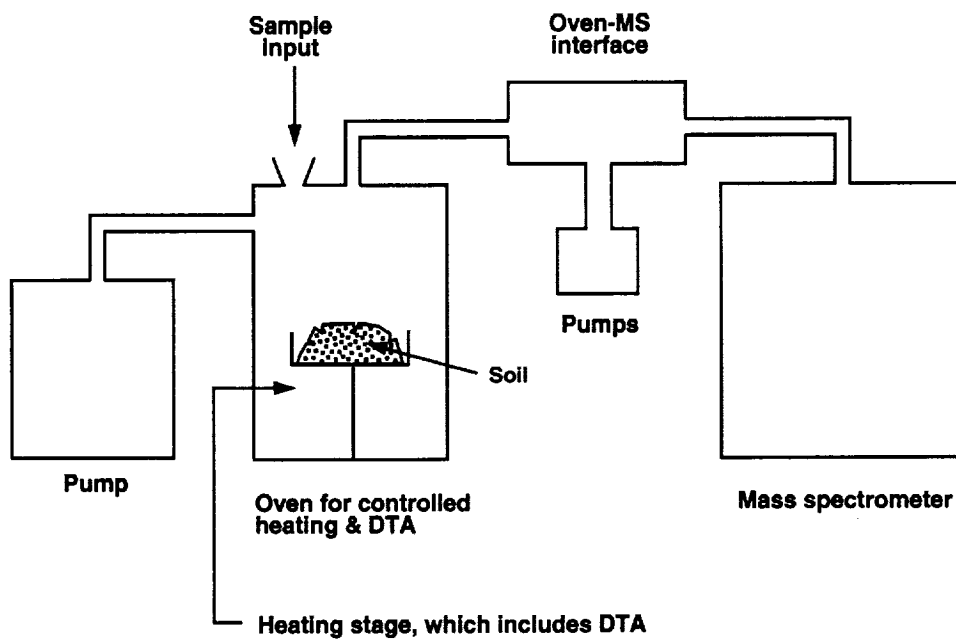 Sample
input
Oven-MS
interface
Pumps
Soil
Pump
Oven for controlled
heating & DTA
Mass spectrometer
Heating stage, which includes DTA